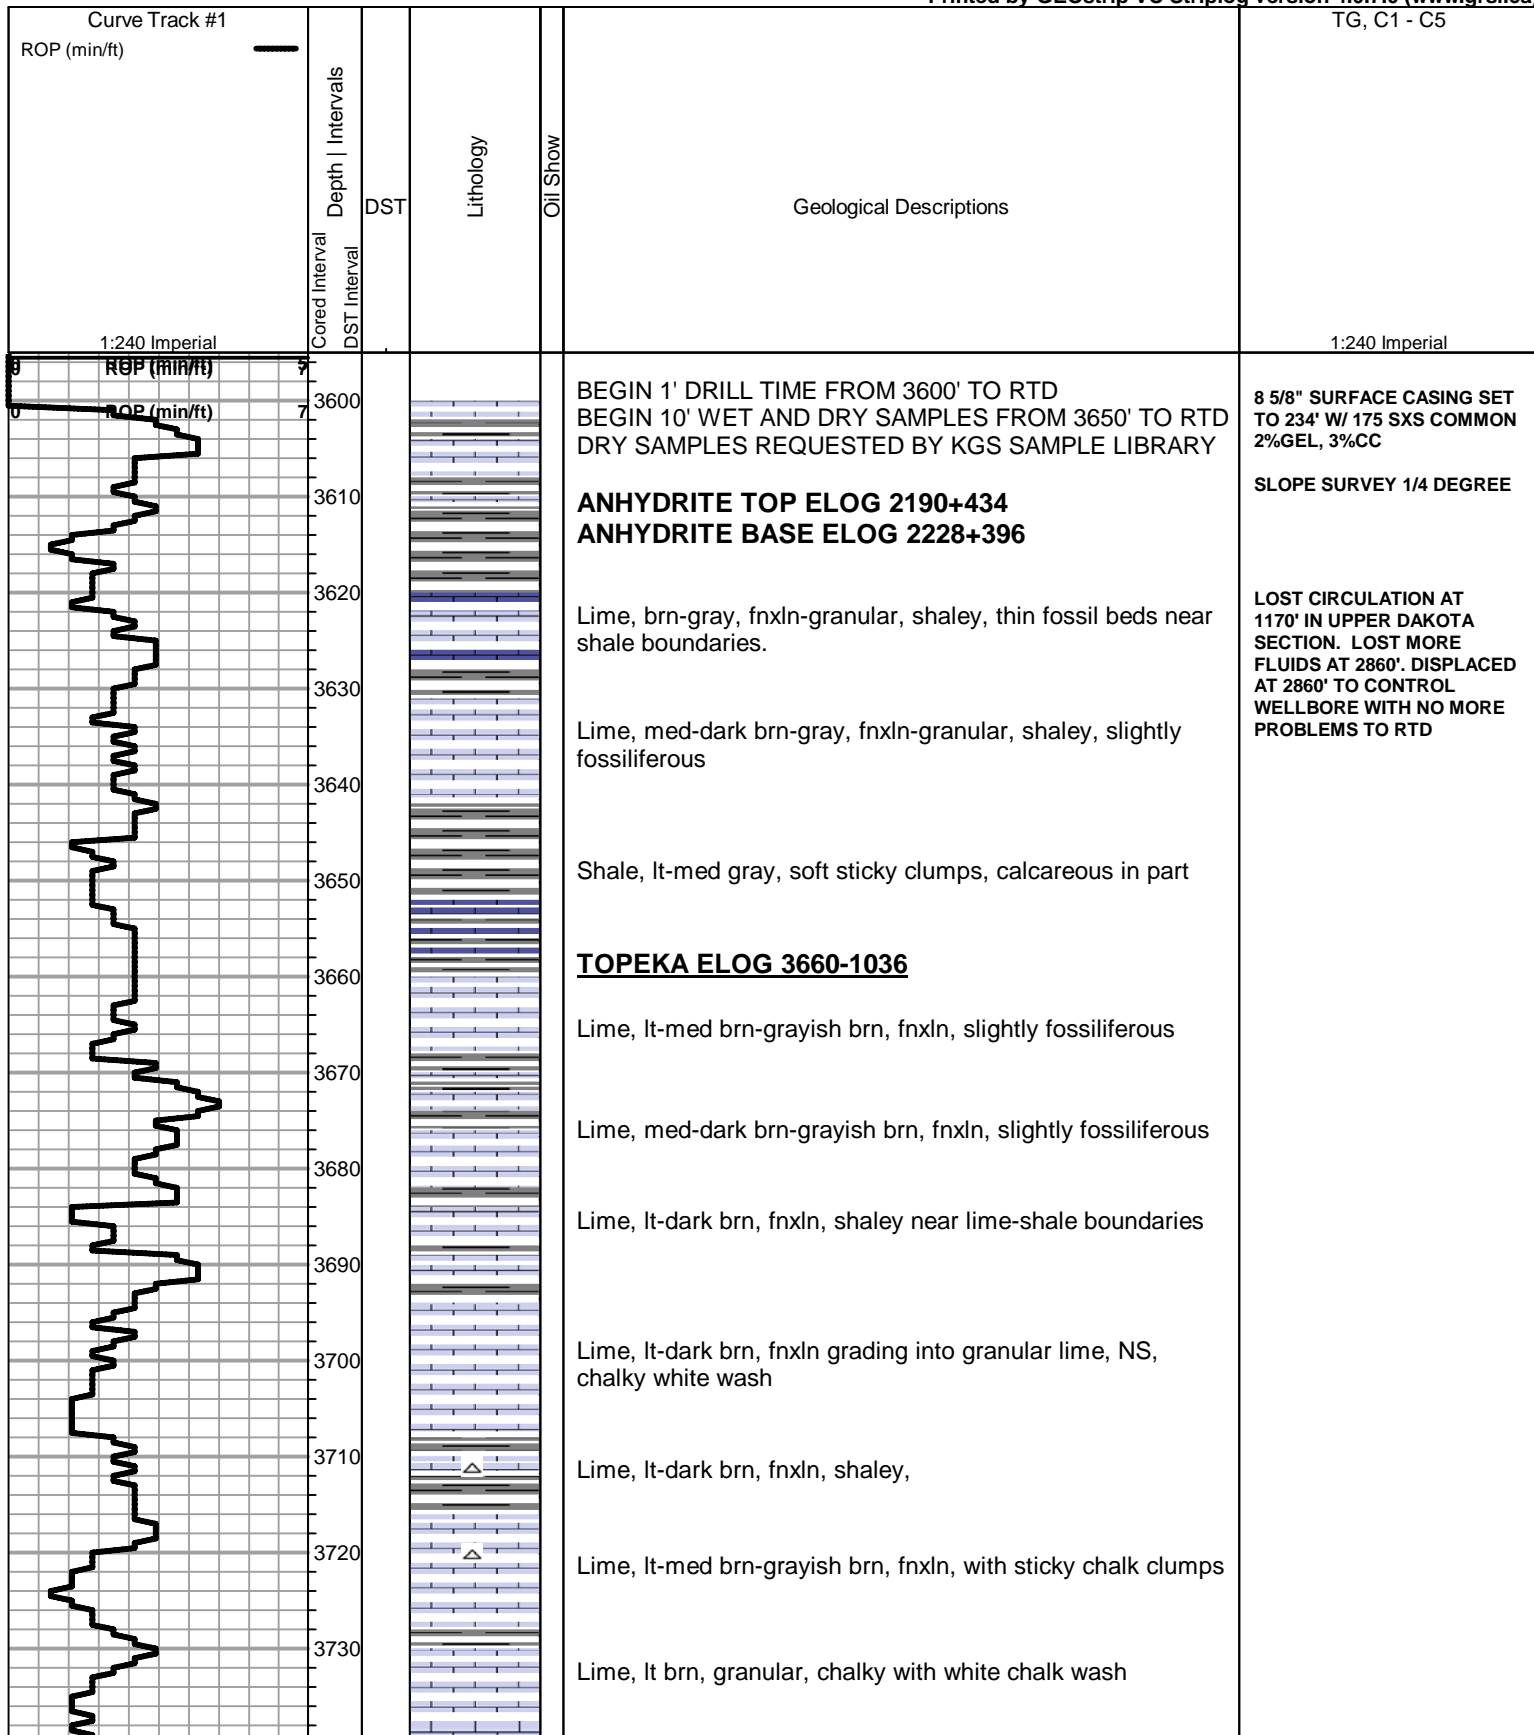 Curve Track #1
ROP (min/ft)
1:240 Imperial
Depth | Intervals
Cored Interval
DST Interval
DST
Lithology
Oil Show
Geological Descriptions
TG, C1 - C5
1:240 Imperial
ROP (min/ft)
0 ROP (min/ft) 7
3600
3610
3620
3630
3640
3650
3660
3670
3680
3690
3700
3710
3720
3730
BEGIN 1' DRILL TIME FROM 3600' TO RTD
BEGIN 10' WET AND DRY SAMPLES FROM 3650' TO RTD
DRY SAMPLES REQUESTED BY KGS SAMPLE LIBRARY
ANHYDRITE TOP ELOG 2190+434
ANHYDRITE BASE ELOG 2228+396
Lime, brn-gray, fnxln-granular, shaley, thin fossil beds near
shale boundaries.
Lime, med-dark brn-gray, fnxln-granular, shaley, slightly
fossiliferous
Shale, lt-med gray, soft sticky clumps, calcareous in part
TOPEKA ELOG 3660-1036
Lime, lt-med brn-grayish brn, fnxln, slightly fossiliferous
Lime, med-dark brn-grayish brn, fnxln, slightly fossiliferous
Lime, lt-dark brn, fnxln, shaley near lime-shale boundaries
Lime, lt-dark brn, fnxln grading into granular lime, NS,
chalky white wash
Lime, lt-dark brn, fnxln, shaley,
Lime, lt-med brn-grayish brn, fnxln, with sticky chalk clumps
Lime, lt brn, granular, chalky with white chalk wash
8 5/8" SURFACE CASING SET
TO 234' W/ 175 SXS COMMON
2%GEL, 3%CC
SLOPE SURVEY 1/4 DEGREE
LOST CIRCULATION AT
1170' IN UPPER DAKOTA
SECTION. LOST MORE
FLUIDS AT 2860'. DISPLACED
AT 2860' TO CONTROL
WELLBORE WITH NO MORE
PROBLEMS TO RTD